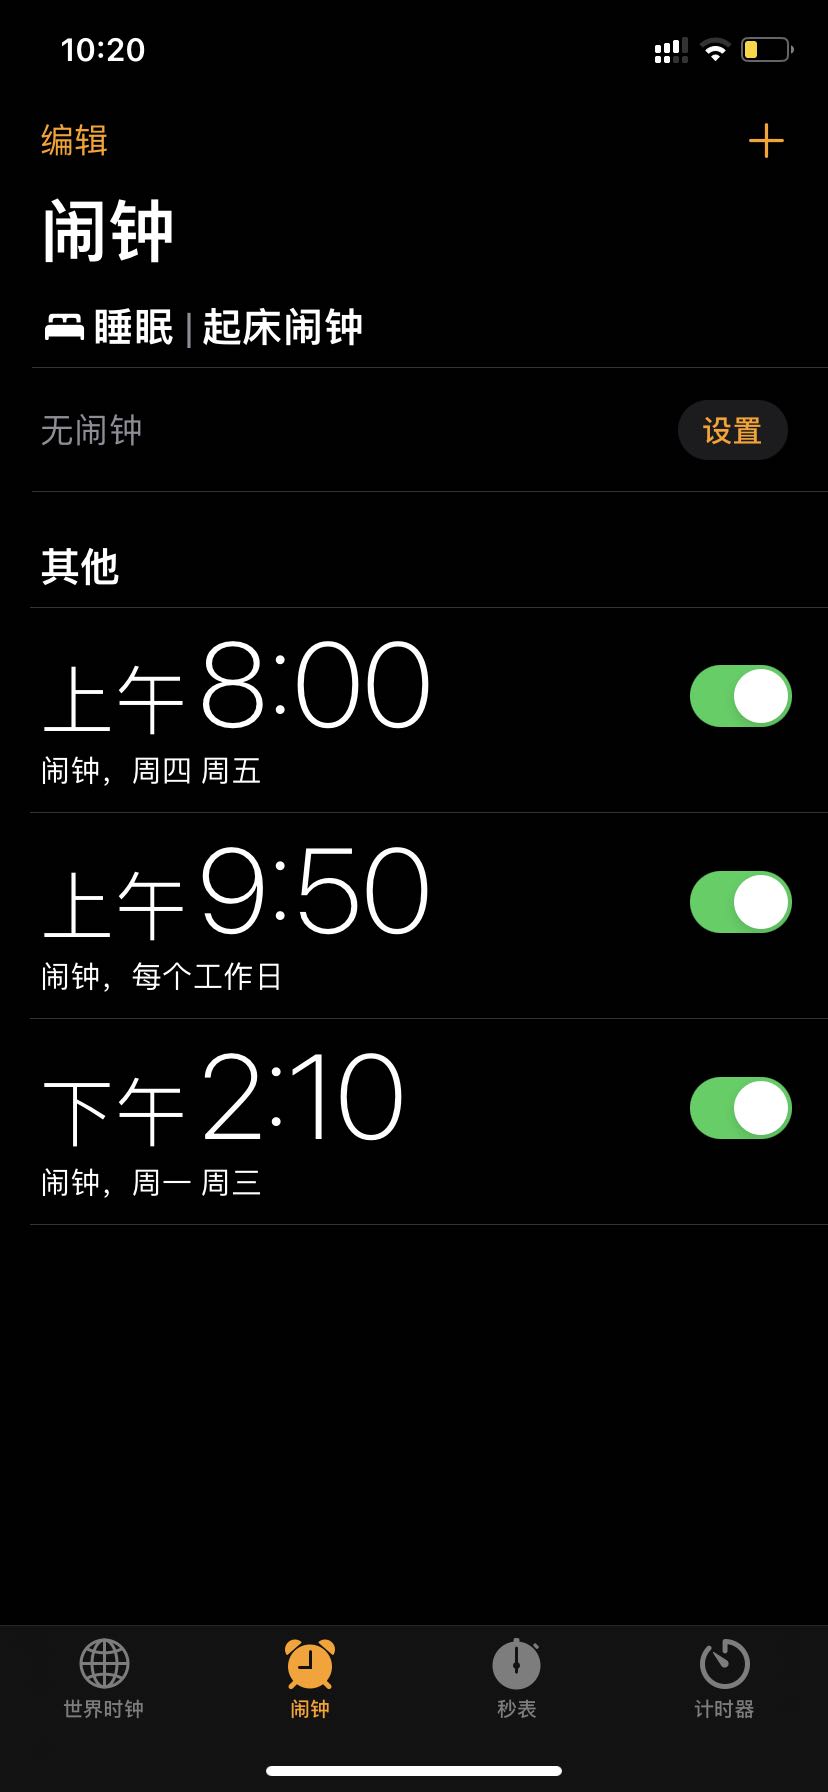 10:20
编辑
闹钟
睡眠 | 起床闹钟
无闹钟 设置
其他
上午8:00
闹钟，周四 周五
上午9:50
闹钟，每个工作日
下午2:10
闹钟，周一 周三
世界时钟 闹钟 秒表 计时器